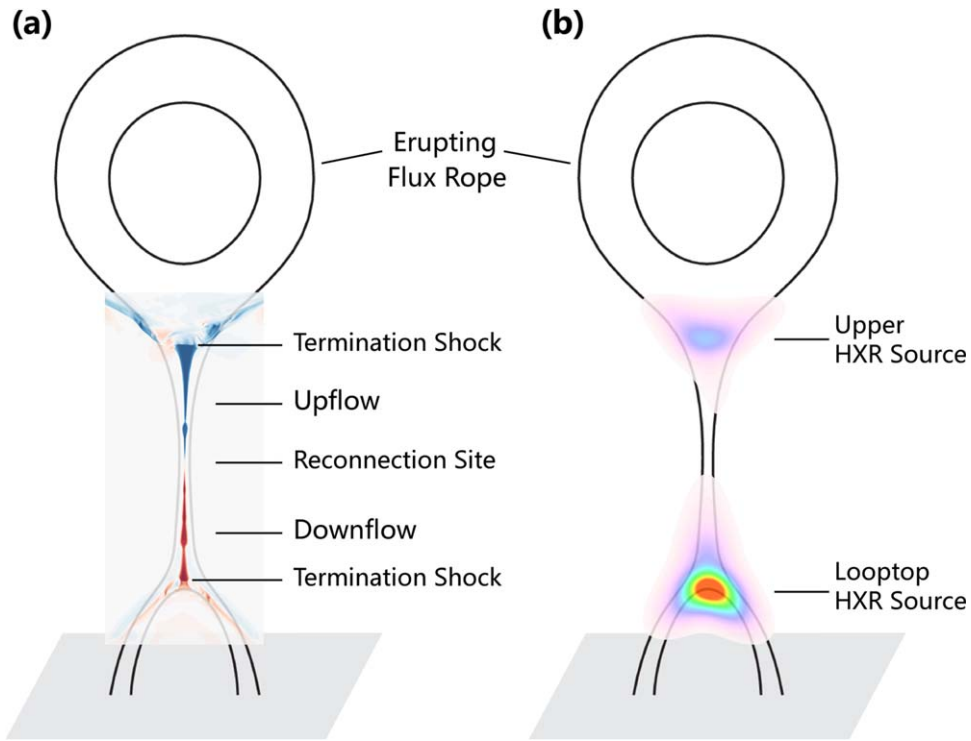 (a)
(b)
Erupting
Flux Rope
Termination Shock
Upflow
Reconnection Site
Downflow
Termination Shock
Upper
HXR Source
Looptop
HXR Source